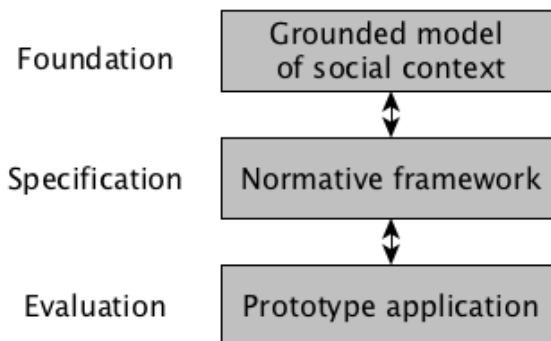 Foundation
Grounded model
of social context
Specification
Normative framework
Evaluation
Prototype application